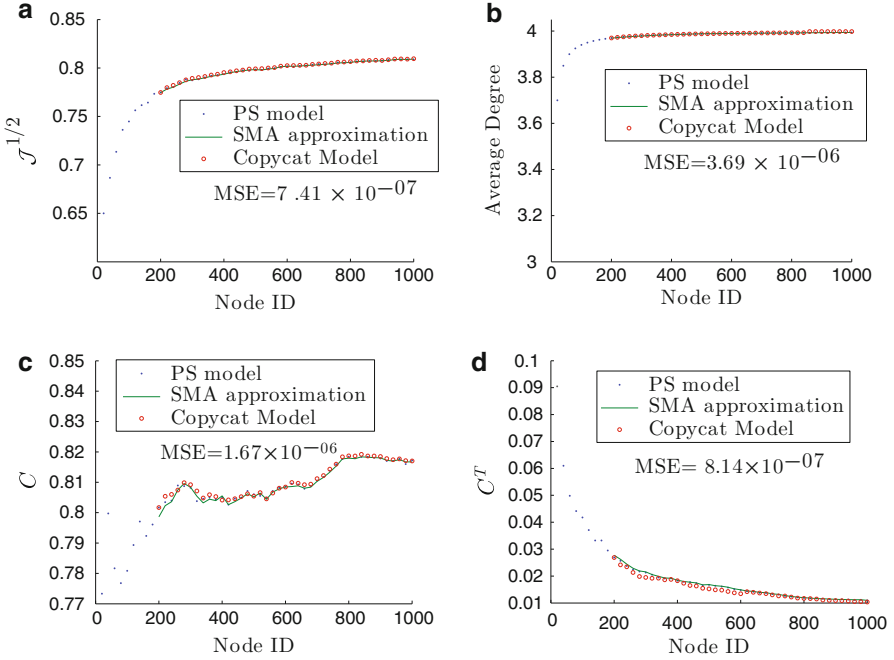 a
0.85
0.8
0.75
0.7
0.65
𝒥^{1/2}
PS model
SMA approximation
Copycat Model
MSE=7 .41 × 10^{−07}
0 200 400 600 800 1000
Node ID
b
4
3.8
3.6
3.4
3.2
3
Average Degree
PS model
SMA approximation
Copycat Model
MSE=3.69 × 10^{−06}
0 200 400 600 800 1000
Node ID
c
0.85
0.84
0.83
0.82
0.81
0.8
0.80
0.77
C
PS model
SMA approximation
Copycat Model
MSE=1.67×10^{−06}
0 200 400 600 800 1000
Node ID
d
0.1
0.09
0.08
0.07
0.06
0.05
0.04
0.03
0.02
0.01
C^T
PS model
SMA approximation
Copycat Model
MSE= 8.14×10^{−07}
0 200 400 600 800 1000
Node ID